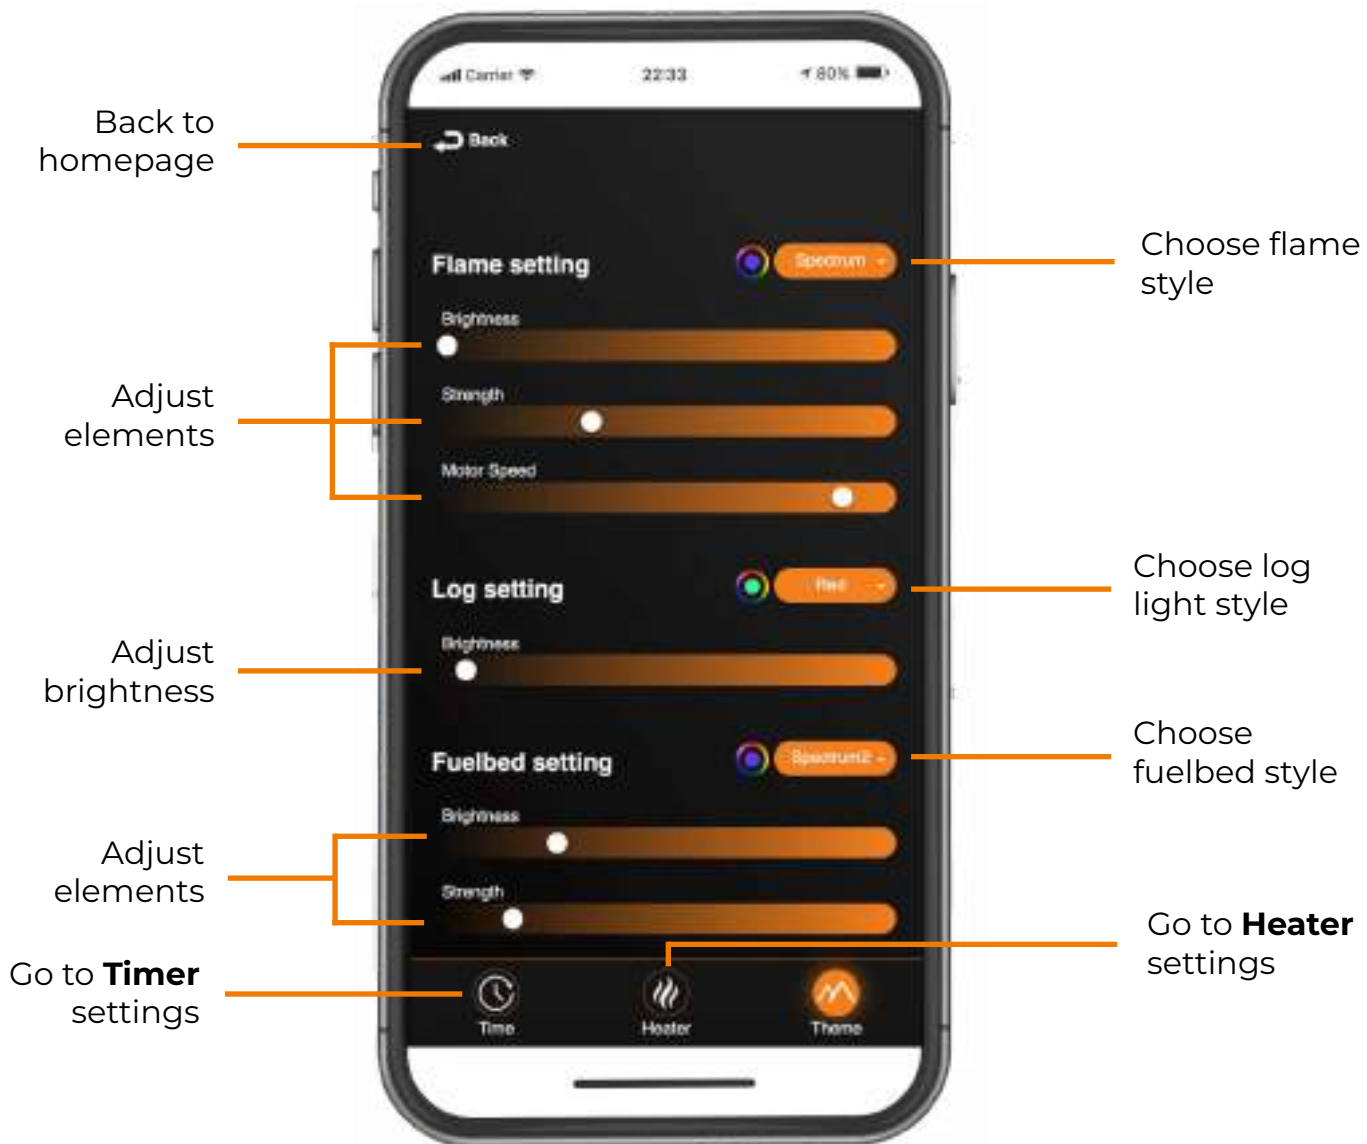 Carrier
22:33
80%
Back to
homepage
Back
Flame setting
Spectrum
Choose flame
style
Brightness
Adjust
elements
Strength
Motor Speed
Log setting
Red
Choose log
light style
Brightness
Adjust
brightness
Fuelbed setting
Spectrum2
Choose
fuelbed style
Brightness
Adjust
elements
Strength
Go to Heater
settings
Go to Timer
settings
Time
Heater
Theme